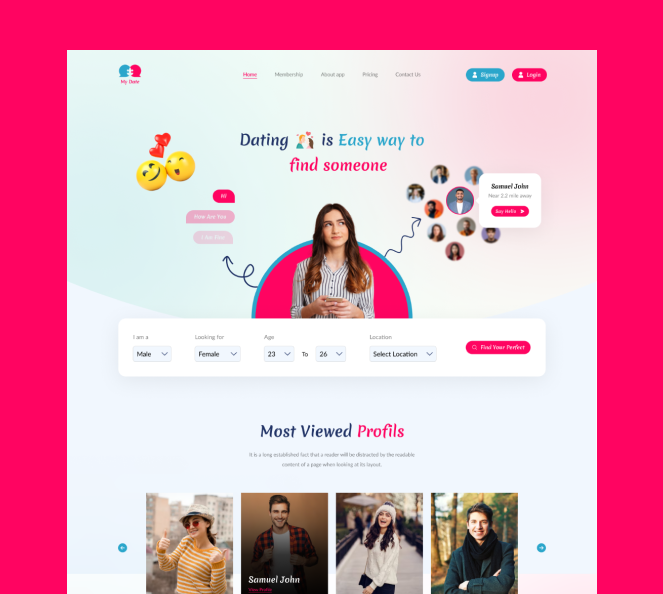 My Date
Home Membership About app Pricing Contact Us
Signup Login
Dating is Easy way to
find someone
Hi
How Are You
I Am Fine
Samuel John
Near 2.2 mile away
Say Hello
I am a Looking for Age Location
Male Female 23 To 26 Select Location
Find Your Perfect
Most Viewed Profils
It is a long established fact that a reader will be distracted by the readable
content of a page when looking at its layout.
Samuel John
View Profile